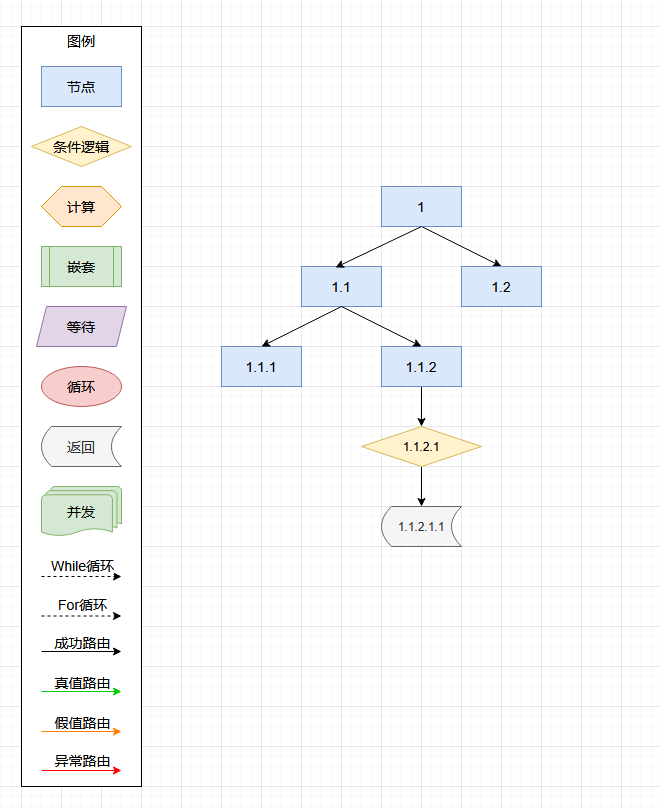 图例
节点
条件逻辑
计算
嵌套
等待
循环
返回
并发
While循环
For循环
成功路由
真值路由
假值路由
异常路由
1
1.1
1.2
1.1.1
1.1.2
1.1.2.1
1.1.2.1.1